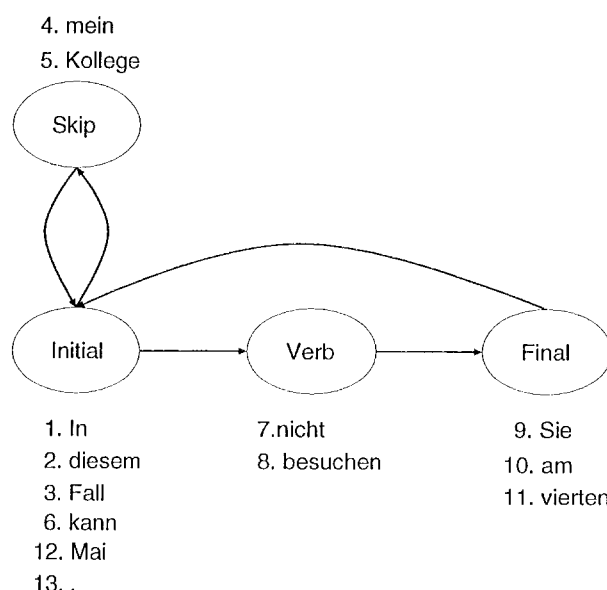 4. mein
5. Kollege
Skip
Initial
Verb
Final
1. In
2. diesem
3. Fall
6. kann
12. Mai
13. .
7.nicht
8. besuchen
9. Sie
10. am
11. vierten